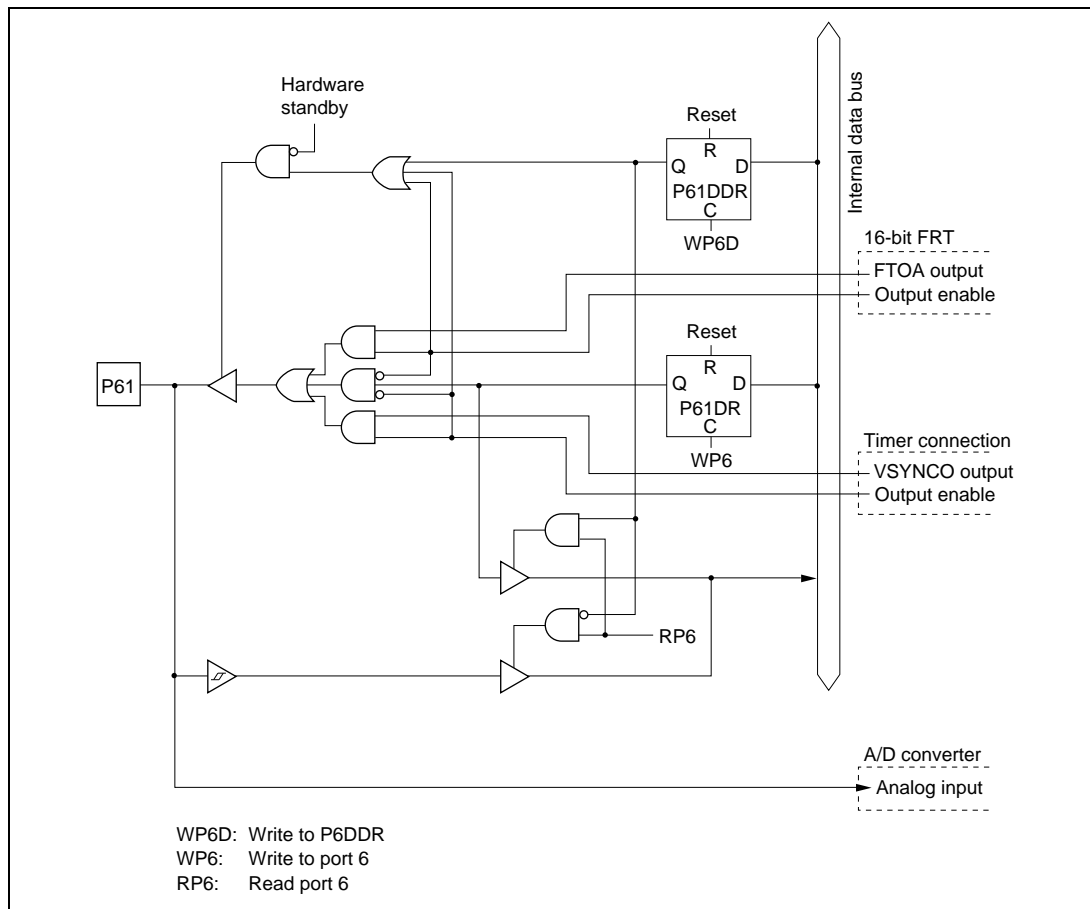 Hardware
standby
Reset
R
Q D
P61DDR
C
WP6D
Internal data bus
16-bit FRT
FTOA output
Output enable
Reset
R
P61
Q D
P61DR
C
WP6
Timer connection
VSYNCO output
Output enable
RP6
A/D converter
Analog input
WP6D: Write to P6DDR
WP6: Write to port 6
RP6: Read port 6